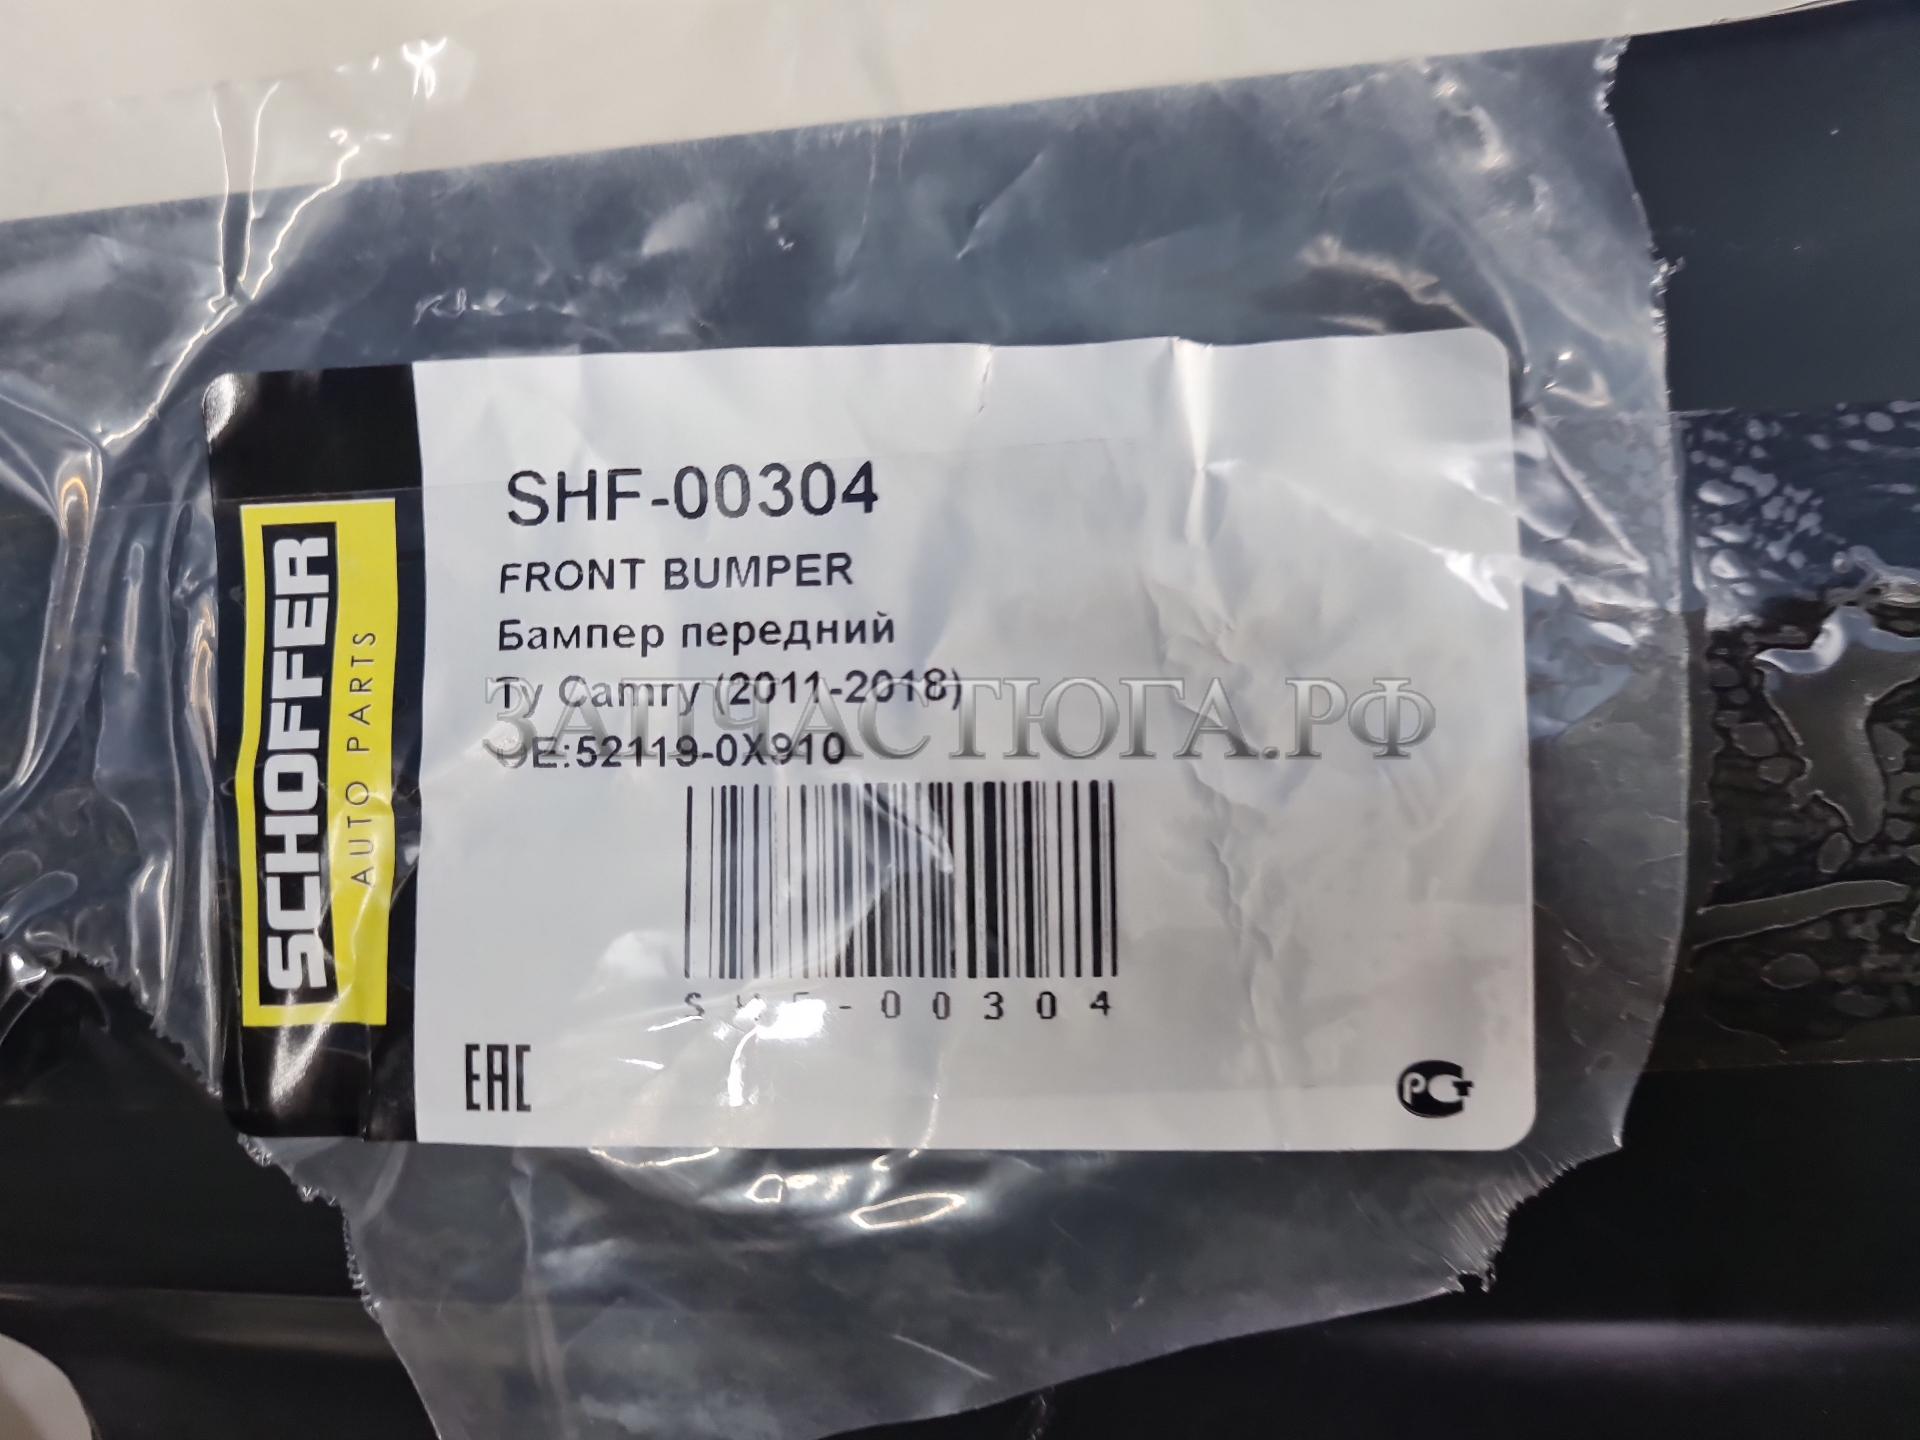 SCHOFFER
AUTO PARTS
SHF-00304
FRONT BUMPER
Бампер передний
Ty Camry (2011-2018)
OE:52119-0X910
ЗАПЧАСТЮГА.РФ
SHF-00304
EAC
РСТ